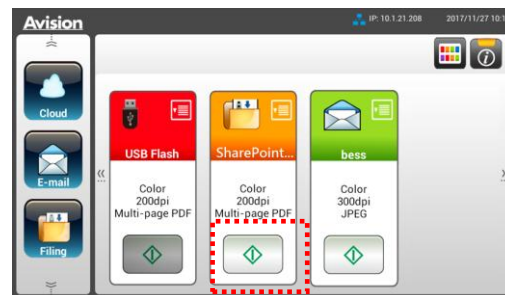 Avision
IP: 10.1.21.208
2017/11/27 10:1
Cloud
E-mail
Filing
USB Flash
Color
200dpi
Multi-page PDF
SharePoint...
Color
200dpi
Multi-page PDF
bess
Color
300dpi
JPEG